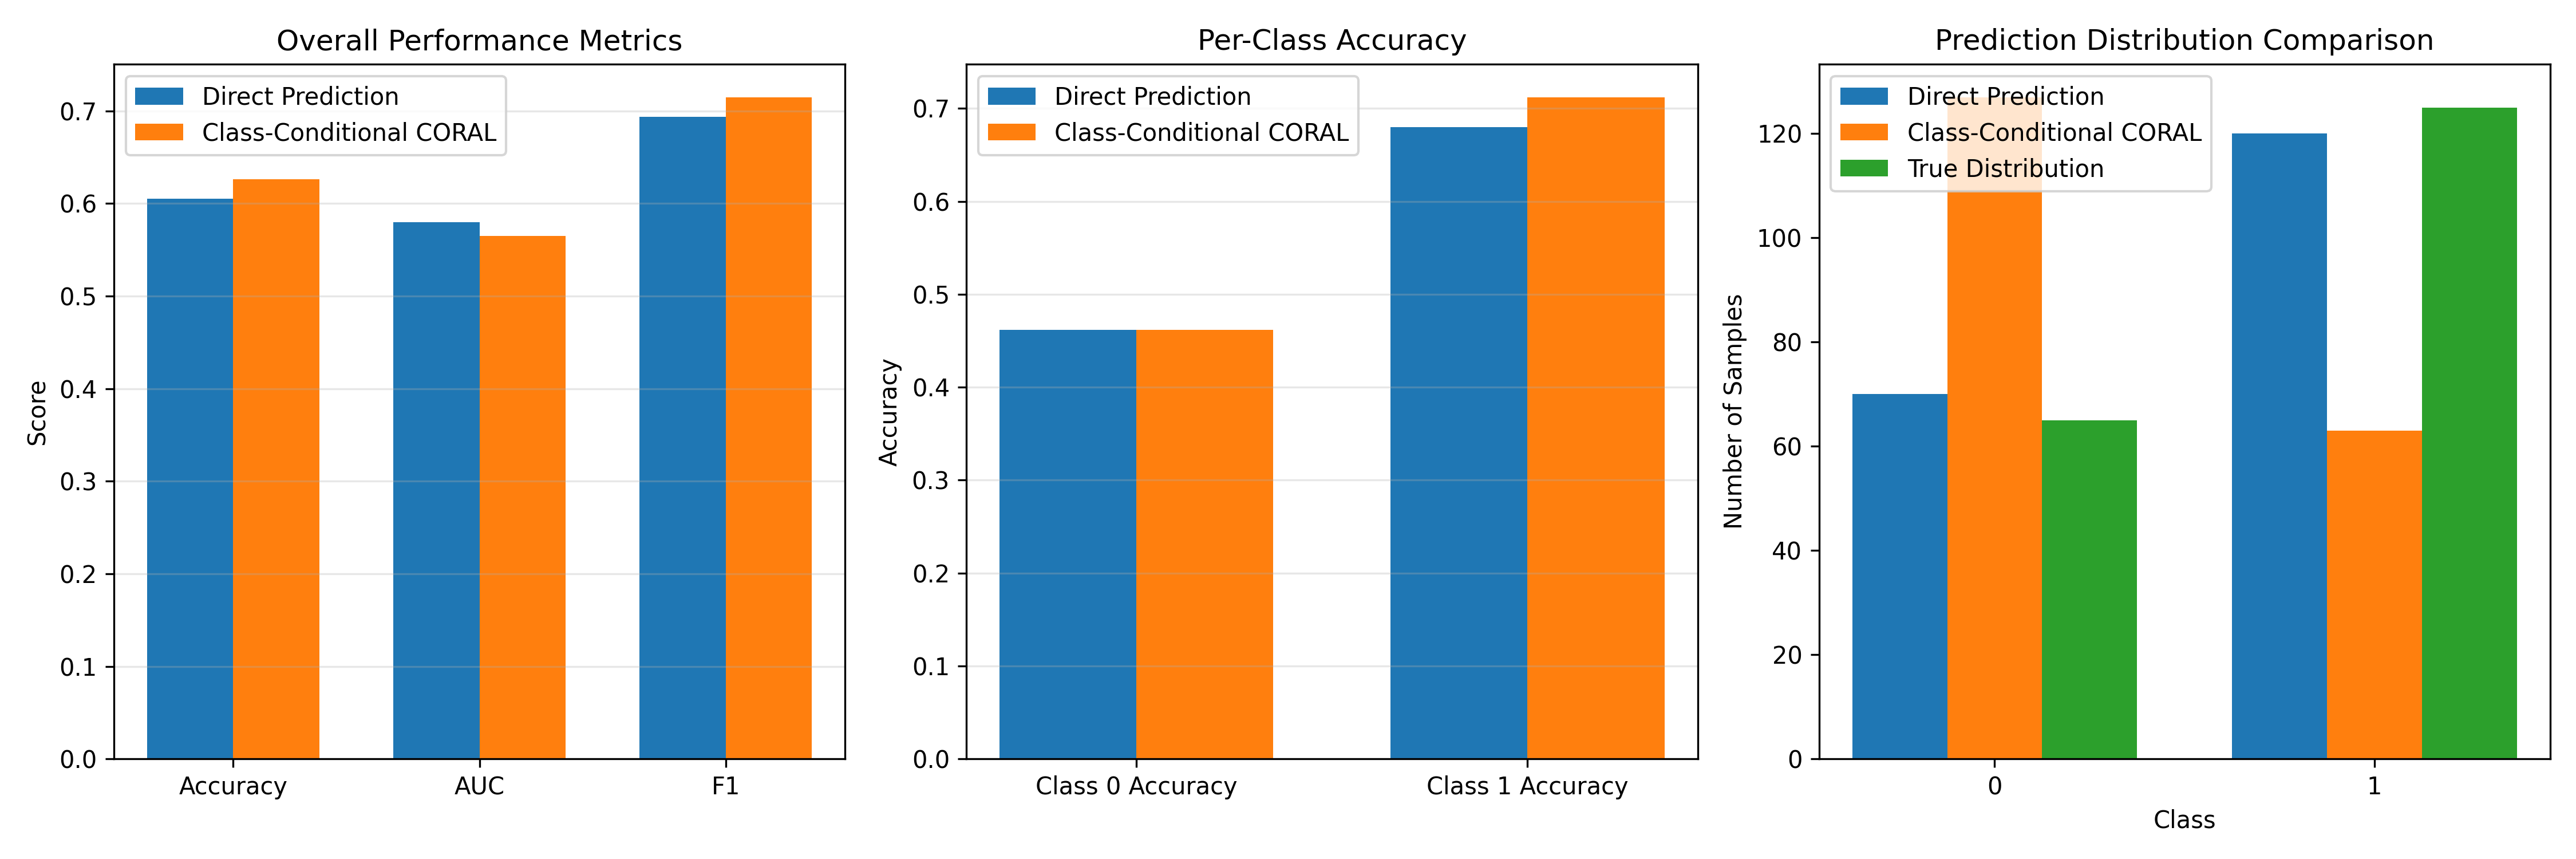 Overall Performance Metrics
Direct Prediction
Class-Conditional CORAL
Score
0.7
0.6
0.5
0.4
0.3
0.2
0.1
0.0
Accuracy AUC F1
Per-Class Accuracy
Direct Prediction
Class-Conditional CORAL
Accuracy
0.7
0.6
0.5
0.4
0.3
0.2
0.1
0.0
Class 0 Accuracy Class 1 Accuracy
Prediction Distribution Comparison
Direct Prediction
Class-Conditional CORAL
True Distribution
Number of Samples
120
100
80
60
40
20
0
0 1
Class